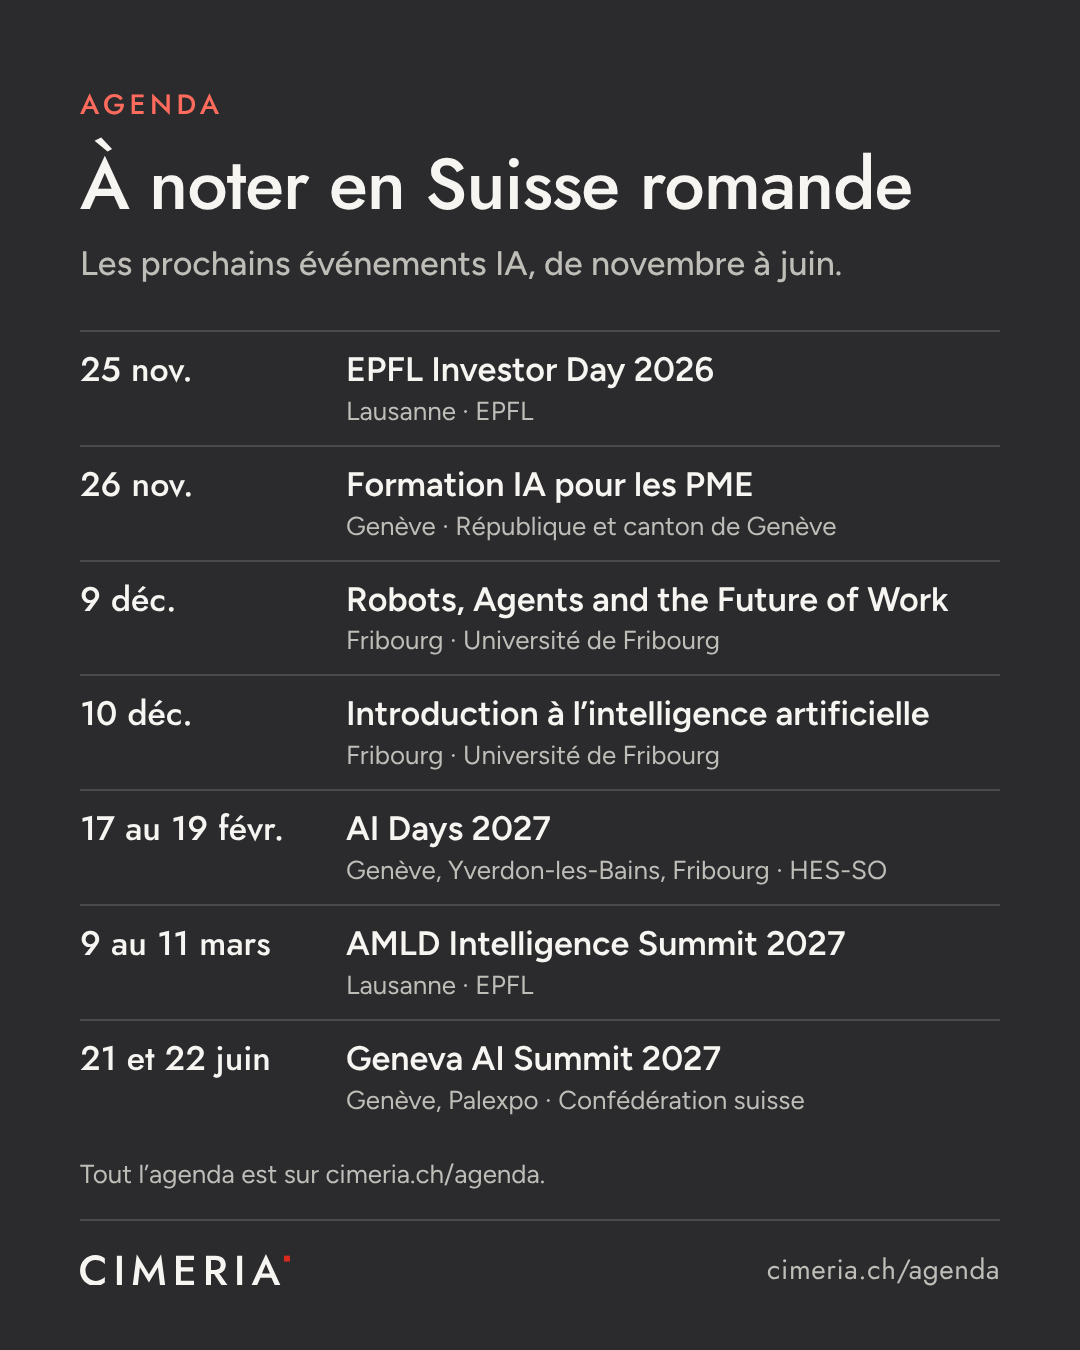 AGENDA
À noter en Suisse romande
Les prochains événements IA, de novembre à juin.
25 nov.
EPFL Investor Day 2026
Lausanne · EPFL
26 nov.
Formation IA pour les PME
Genève · République et canton de Genève
9 déc.
Robots, Agents and the Future of Work
Fribourg · Université de Fribourg
10 déc.
Introduction à l’intelligence artificielle
Fribourg · Université de Fribourg
17 au 19 févr.
AI Days 2027
Genève, Yverdon-les-Bains, Fribourg · HES-SO
9 au 11 mars
AMLD Intelligence Summit 2027
Lausanne · EPFL
21 et 22 juin
Geneva AI Summit 2027
Genève, Palexpo · Confédération suisse
Tout l’agenda est sur cimeria.ch/agenda.
CIMERIA
cimeria.ch/agenda